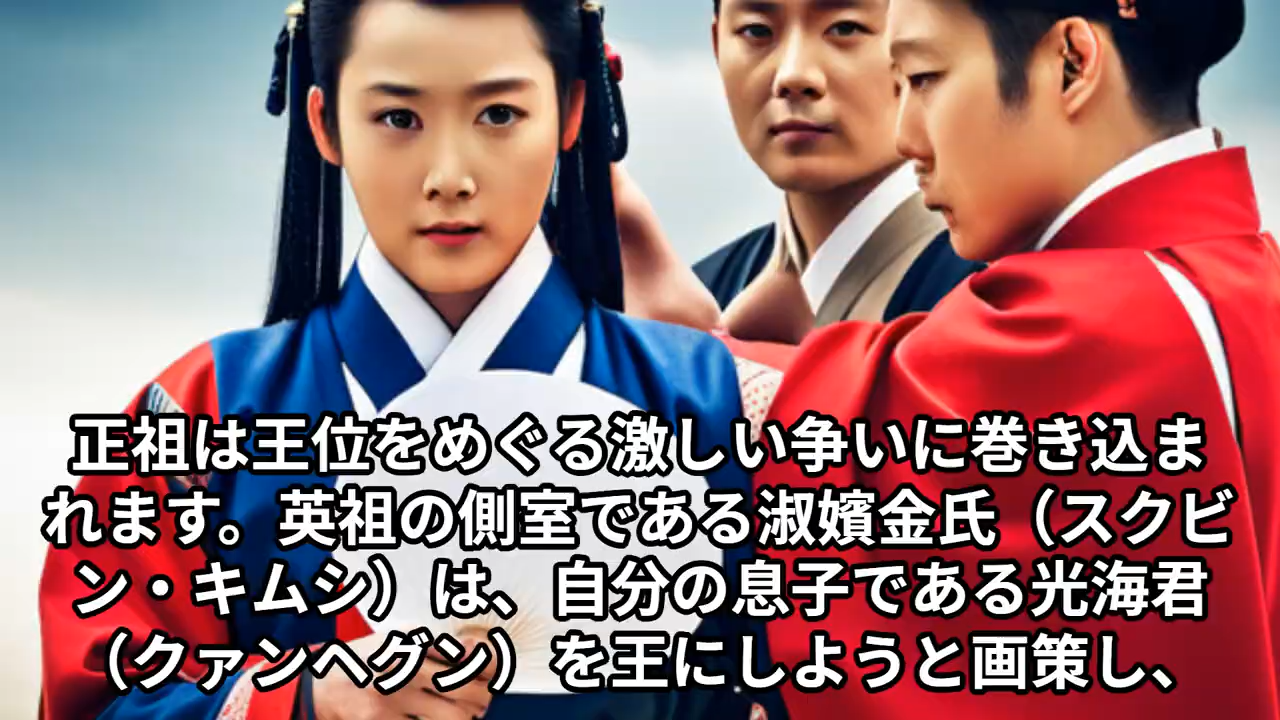 正祖は王位をめぐる激しい争いに巻き込ま
れます。英祖の側室である淑嬪金氏（スクビ
ン・キムシ）は、自分の息子である光海君
（クァンヘグン）を王にしようと画策し、